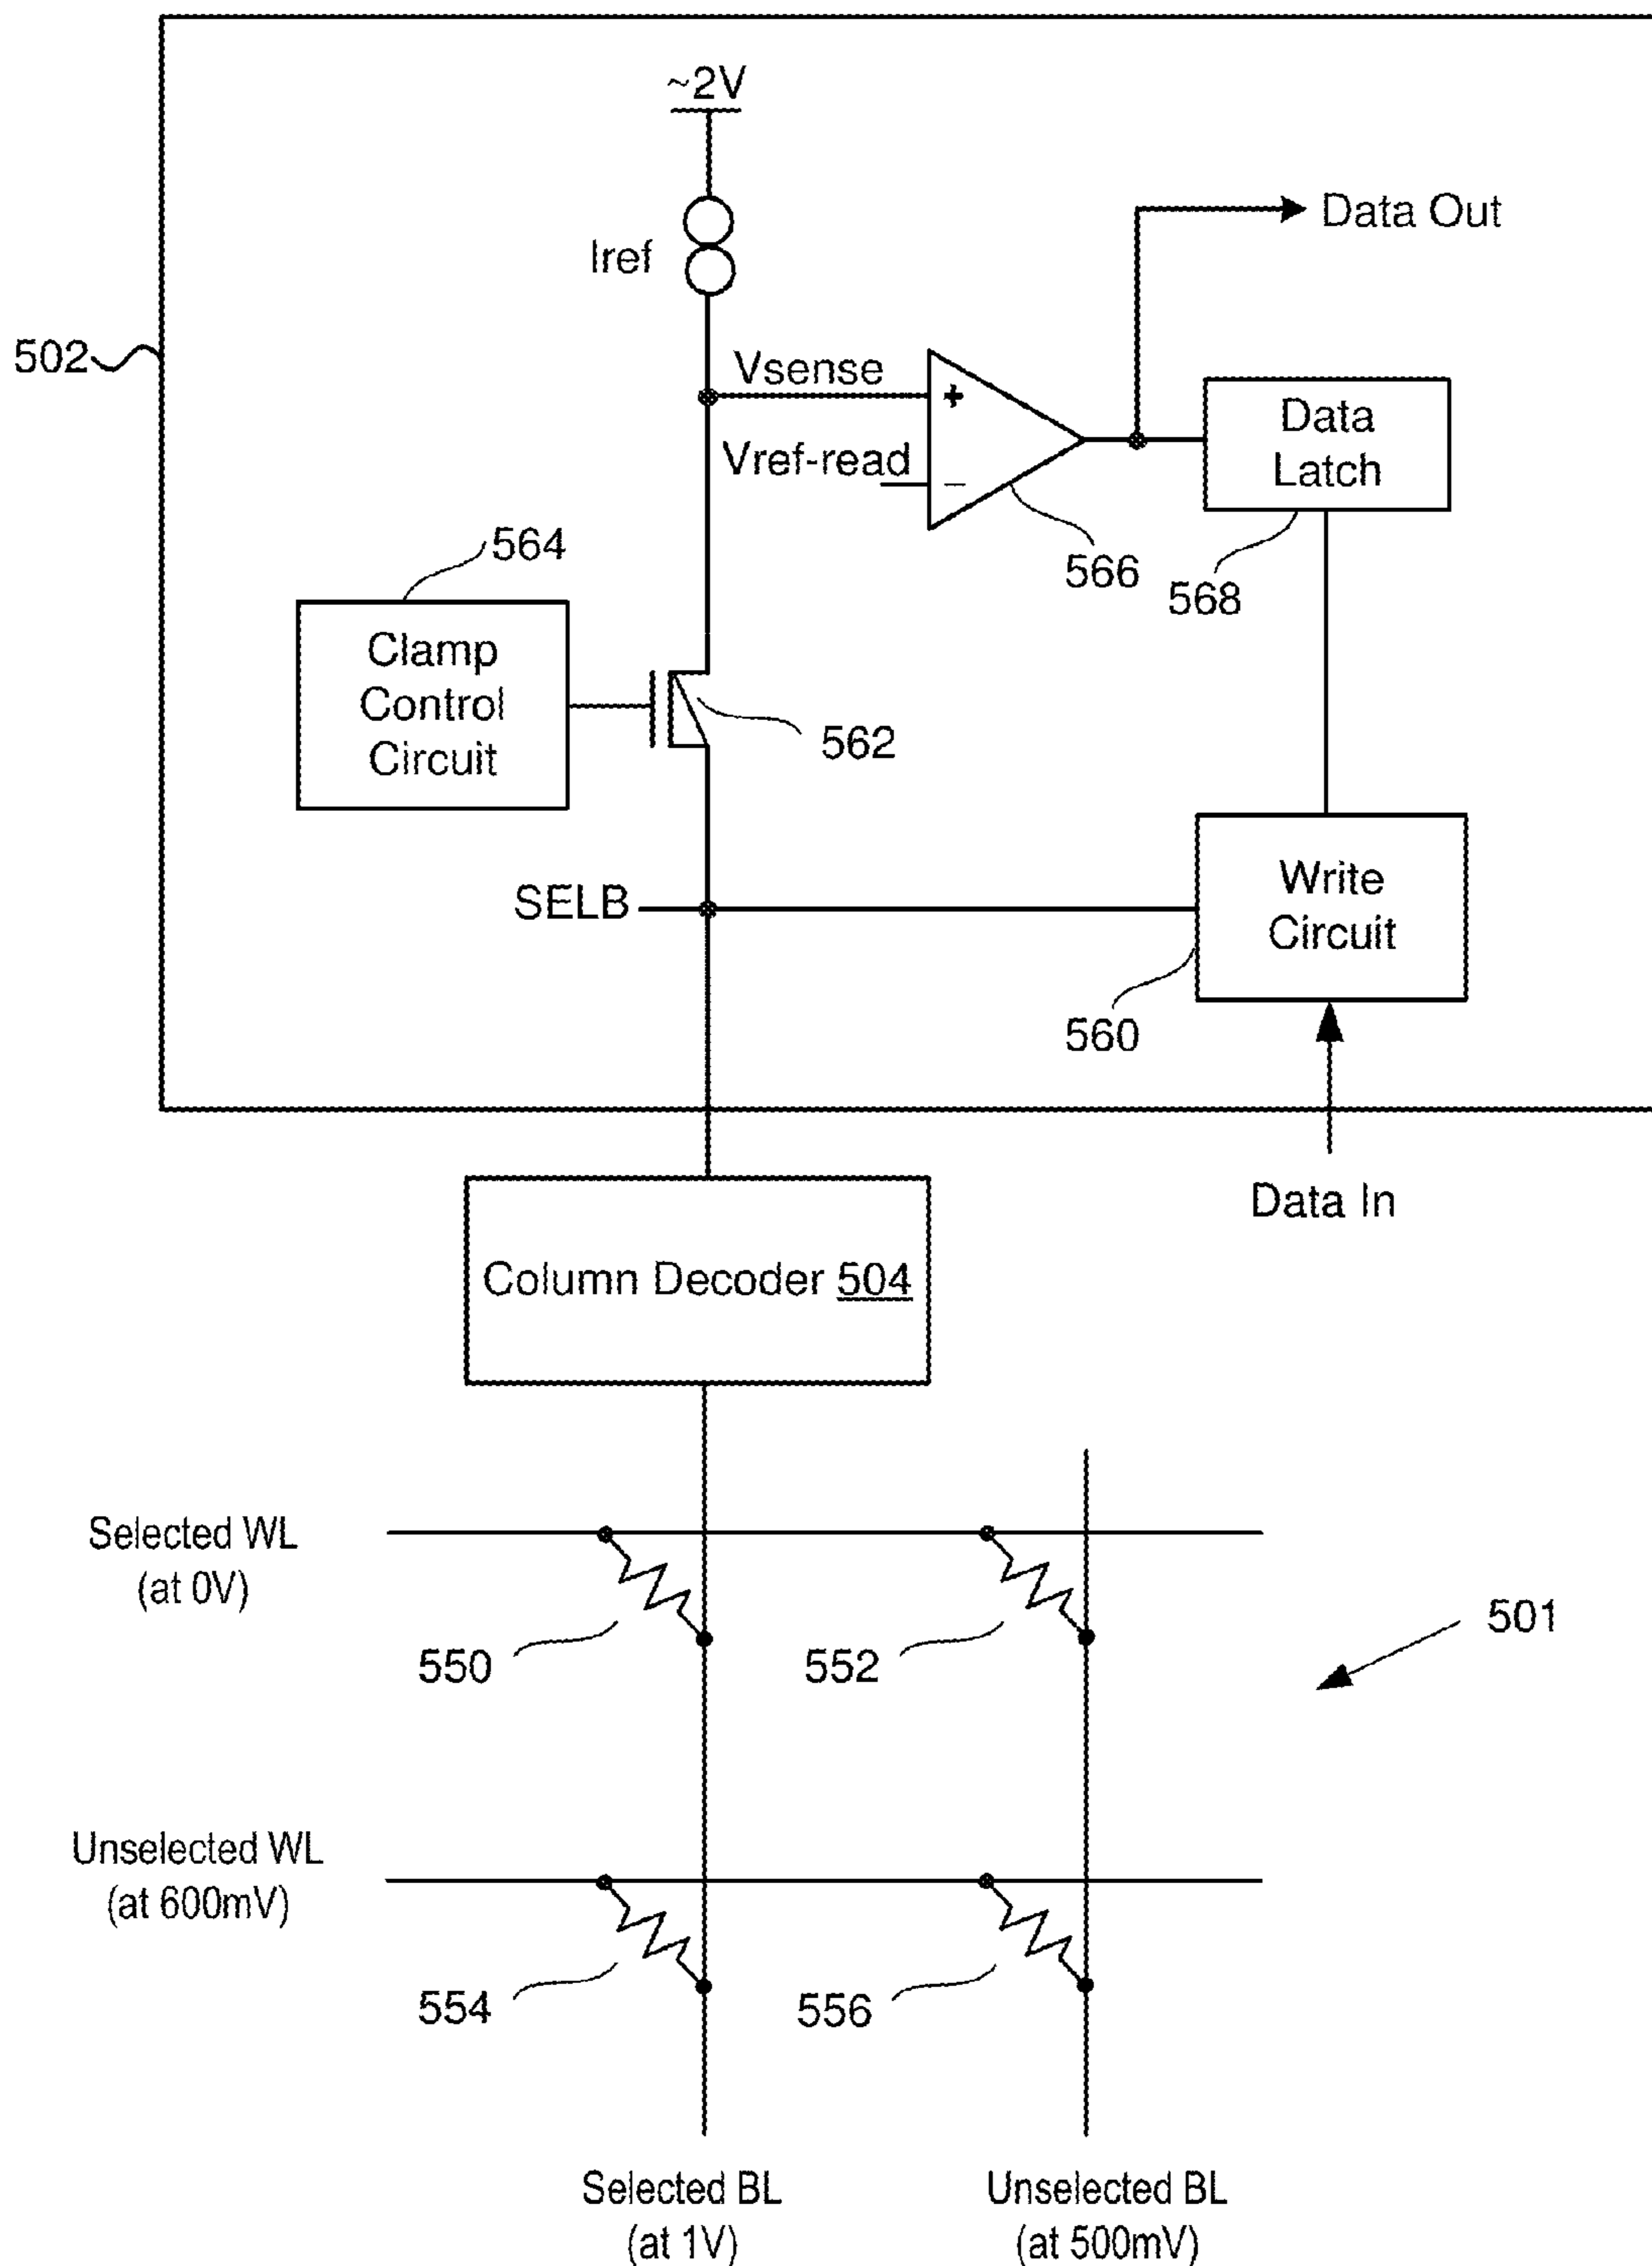 ~2V
Iref
Data Out
502
Vsense
+
Vref-read
−
Data
Latch
564
566
568
Clamp
Control
Circuit
562
SELB
Write
Circuit
560
Data In
Column Decoder 504
Selected WL
(at 0V)
550
552
501
Unselected WL
(at 600mV)
554
556
Selected BL
(at 1V)
Unselected BL
(at 500mV)